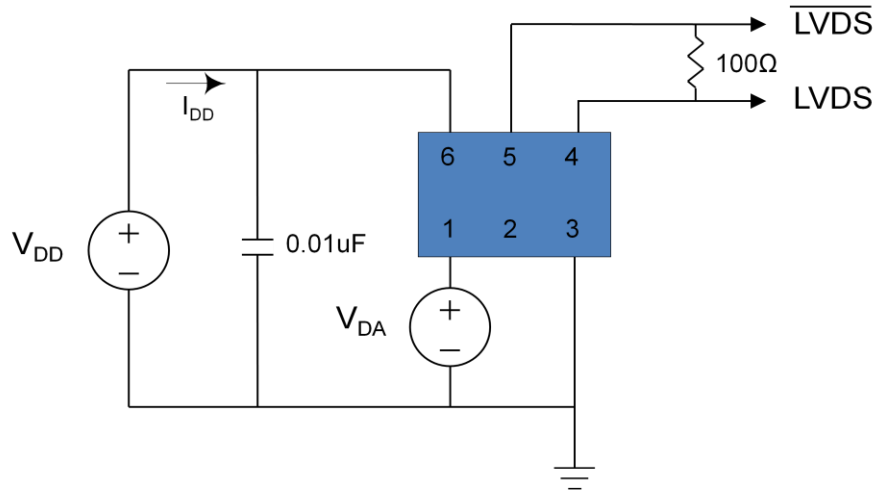 LVDS
100Ω
LVDS
I_DD
6 5 4
1 2 3
+
−
V_DD
0.01uF
+
−
V_DA